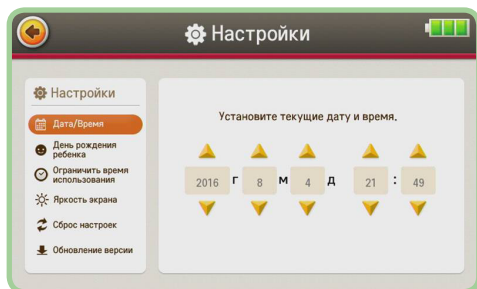 Настройки
Настройки
Дата/Время
День рождения
ребенка
Ограничить время
использования
Яркость экрана
Сброс настроек
Обновление версии
Установите текущие дату и время.
2016 г 8 м 4 д 21 : 49